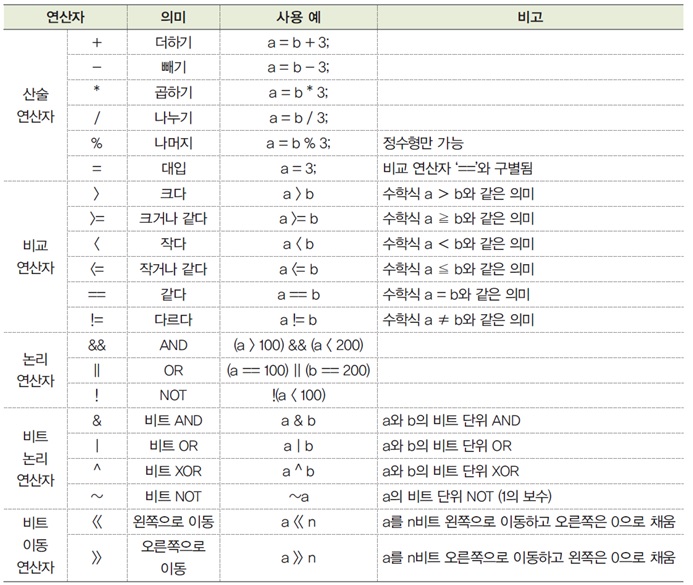 연산자 의미 사용 예 비고
산술 연산자
+ 더하기 a = b + 3;
− 빼기 a = b − 3;
* 곱하기 a = b * 3;
/ 나누기 a = b / 3;
% 나머지 a = b % 3; 정수형만 가능
= 대입 a = 3; 비교 연산자 ‘==’와 구별됨
비교 연산자
〉 크다 a 〉 b 수학식 a > b와 같은 의미
〉= 크거나 같다 a 〉= b 수학식 a ≧ b와 같은 의미
〈 작다 a 〈 b 수학식 a < b와 같은 의미
〈= 작거나 같다 a 〈= b 수학식 a ≦ b와 같은 의미
== 같다 a == b 수학식 a = b와 같은 의미
!= 다르다 a != b 수학식 a ≠ b와 같은 의미
논리 연산자
&& AND (a 〉 100) && (a 〈 200)
|| OR (a == 100) || (b == 200)
! NOT !(a 〈 100)
비트 논리 연산자
& 비트 AND a & b a와 b의 비트 단위 AND
| 비트 OR a | b a와 b의 비트 단위 OR
^ 비트 XOR a ^ b a와 b의 비트 단위 XOR
~ 비트 NOT ~a a의 비트 단위 NOT (1의 보수)
비트 이동 연산자
《 왼쪽으로 이동 a 《 n a를 n비트 왼쪽으로 이동하고 오른쪽은 0으로 채움
》 오른쪽으로 이동 a 》 n a를 n비트 오른쪽으로 이동하고 왼쪽은 0으로 채움